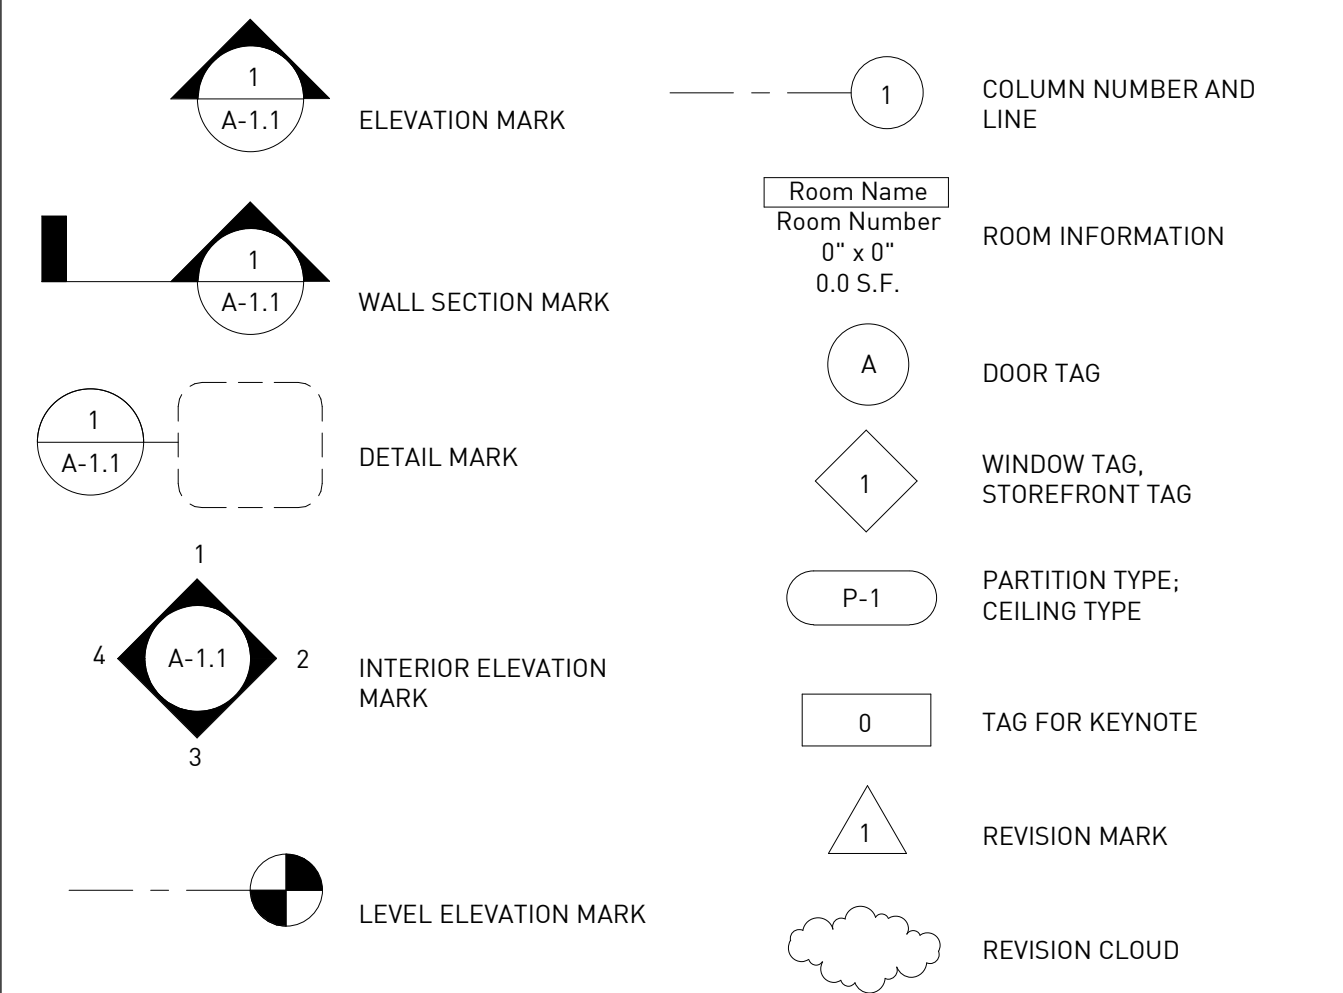 1
A-1.1
ELEVATION MARK
1
A-1.1
WALL SECTION MARK
1
A-1.1
DETAIL MARK
1
4
A-1.1
2
3
INTERIOR ELEVATION
MARK
LEVEL ELEVATION MARK
1
COLUMN NUMBER AND
LINE
Room Name
Room Number
0" x 0"
0.0 S.F.
ROOM INFORMATION
A
DOOR TAG
1
WINDOW TAG,
STOREFRONT TAG
P-1
PARTITION TYPE;
CEILING TYPE
0
TAG FOR KEYNOTE
1
REVISION MARK
REVISION CLOUD